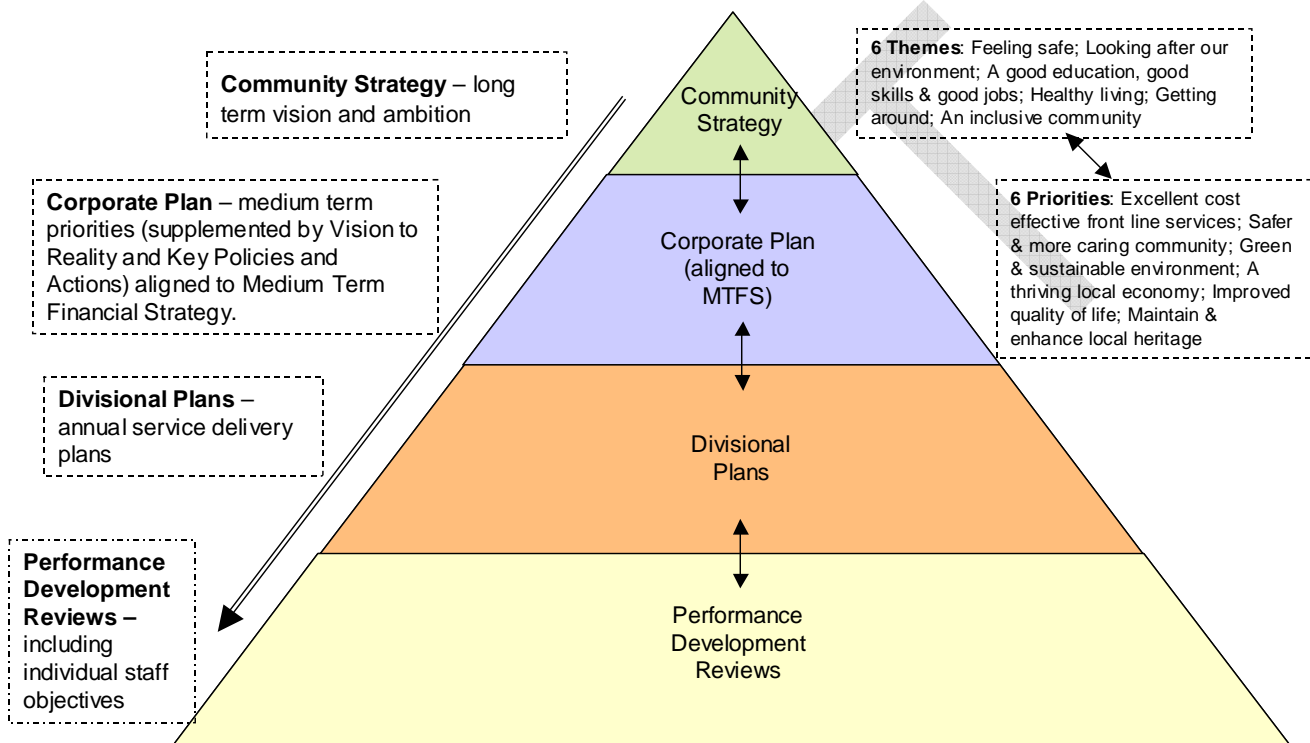 Community Strategy – long
term vision and ambition
Corporate Plan – medium term
priorities (supplemented by Vision to
Reality and Key Policies and
Actions) aligned to Medium Term
Financial Strategy.
Divisional Plans –
annual service delivery
plans
Performance
Development
Reviews –
including
individual staff
objectives
Community
Strategy
Corporate Plan
(aligned to
MTFS)
Divisional
Plans
Performance
Development
Reviews
6 Themes: Feeling safe; Looking after our
environment; A good education, good
skills & good jobs; Healthy living; Getting
around; An inclusive community
6 Priorities: Excellent cost
effective front line services; Safer
& more caring community; Green
& sustainable environment; A
thriving local economy; Improved
quality of life; Maintain &
enhance local heritage